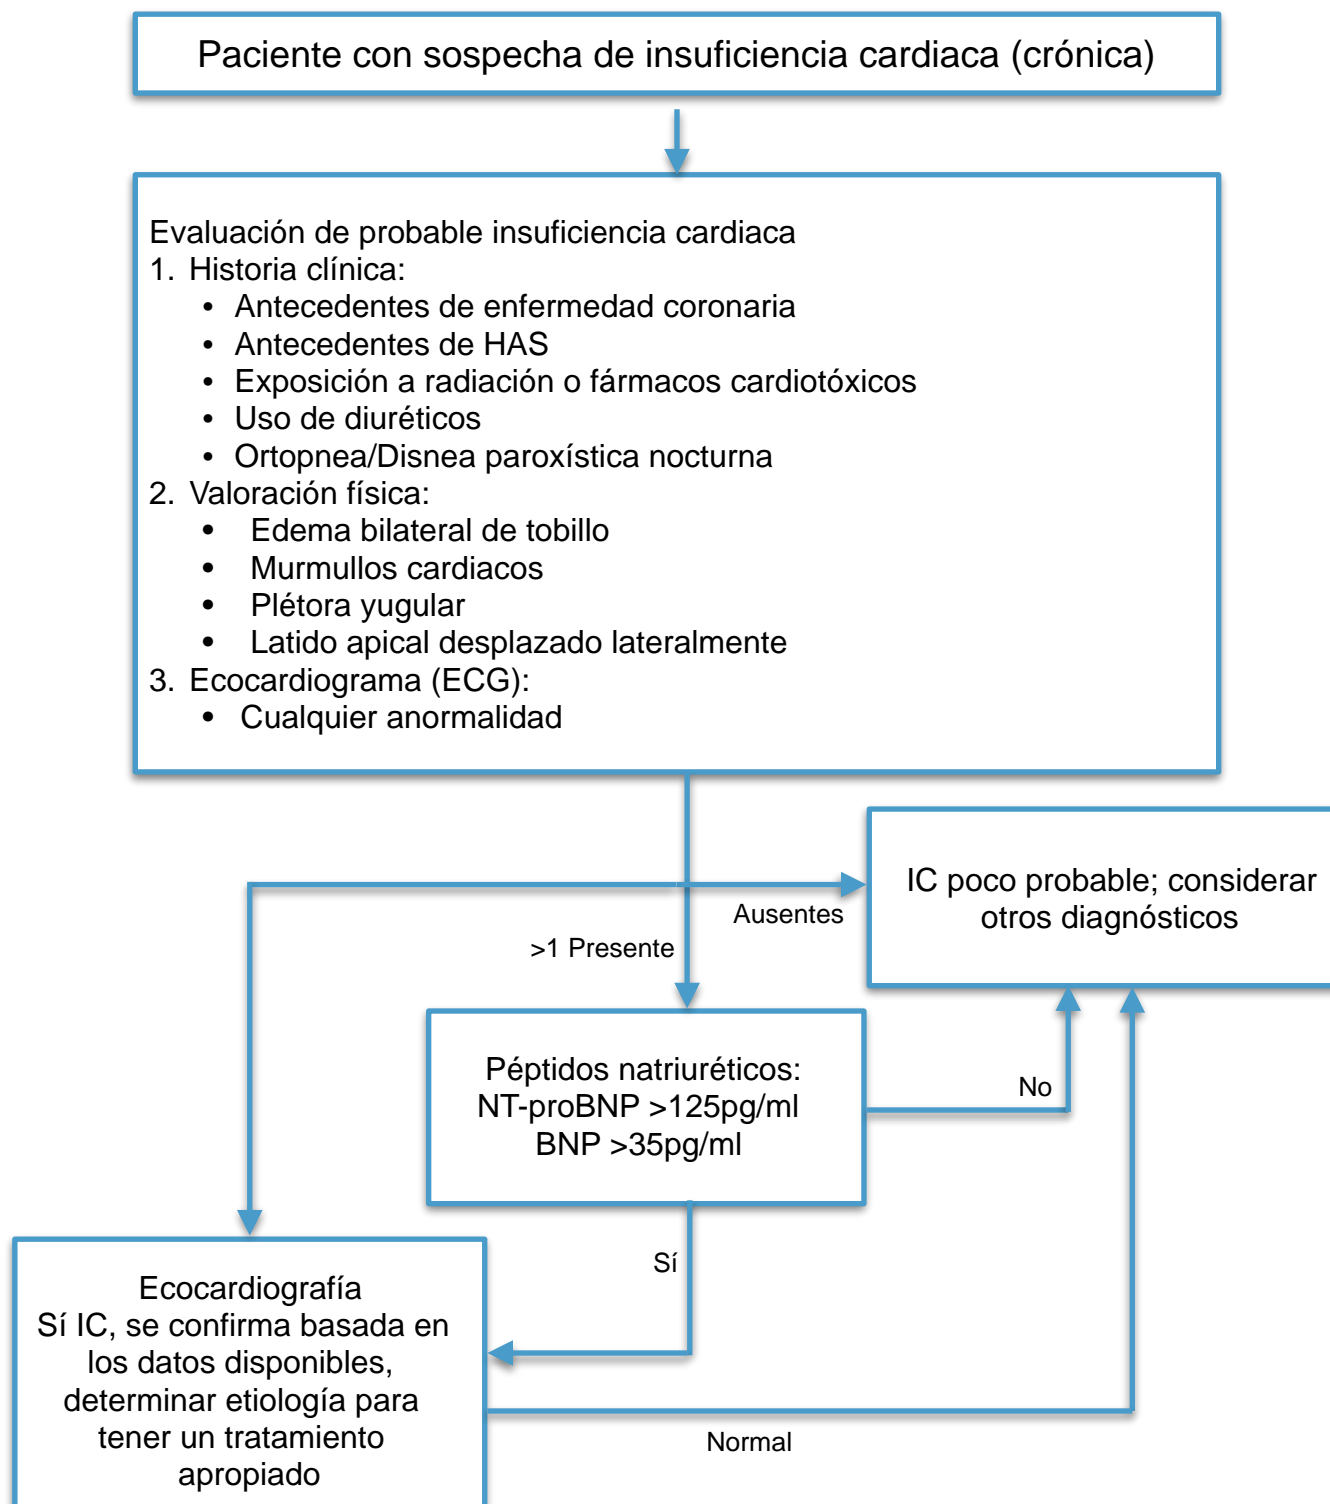 Paciente con sospecha de insuficiencia cardiaca (crónica)
Evaluación de probable insuficiencia cardiaca
1. Historia clínica:
• Antecedentes de enfermedad coronaria
• Antecedentes de HAS
• Exposición a radiación o fármacos cardiotóxicos
• Uso de diuréticos
• Ortopnea/Disnea paroxística nocturna
2. Valoración física:
• Edema bilateral de tobillo
• Murmullos cardiacos
• Plétora yugular
• Latido apical desplazado lateralmente
3. Ecocardiograma (ECG):
• Cualquier anormalidad
IC poco probable; considerar
otros diagnósticos
Ausentes
>1 Presente
Péptidos natriuréticos:
NT-proBNP >125pg/ml
BNP >35pg/ml
No
Sí
Ecocardiografía
Sí IC, se confirma basada en
los datos disponibles,
determinar etiología para
tener un tratamiento
apropiado
Normal